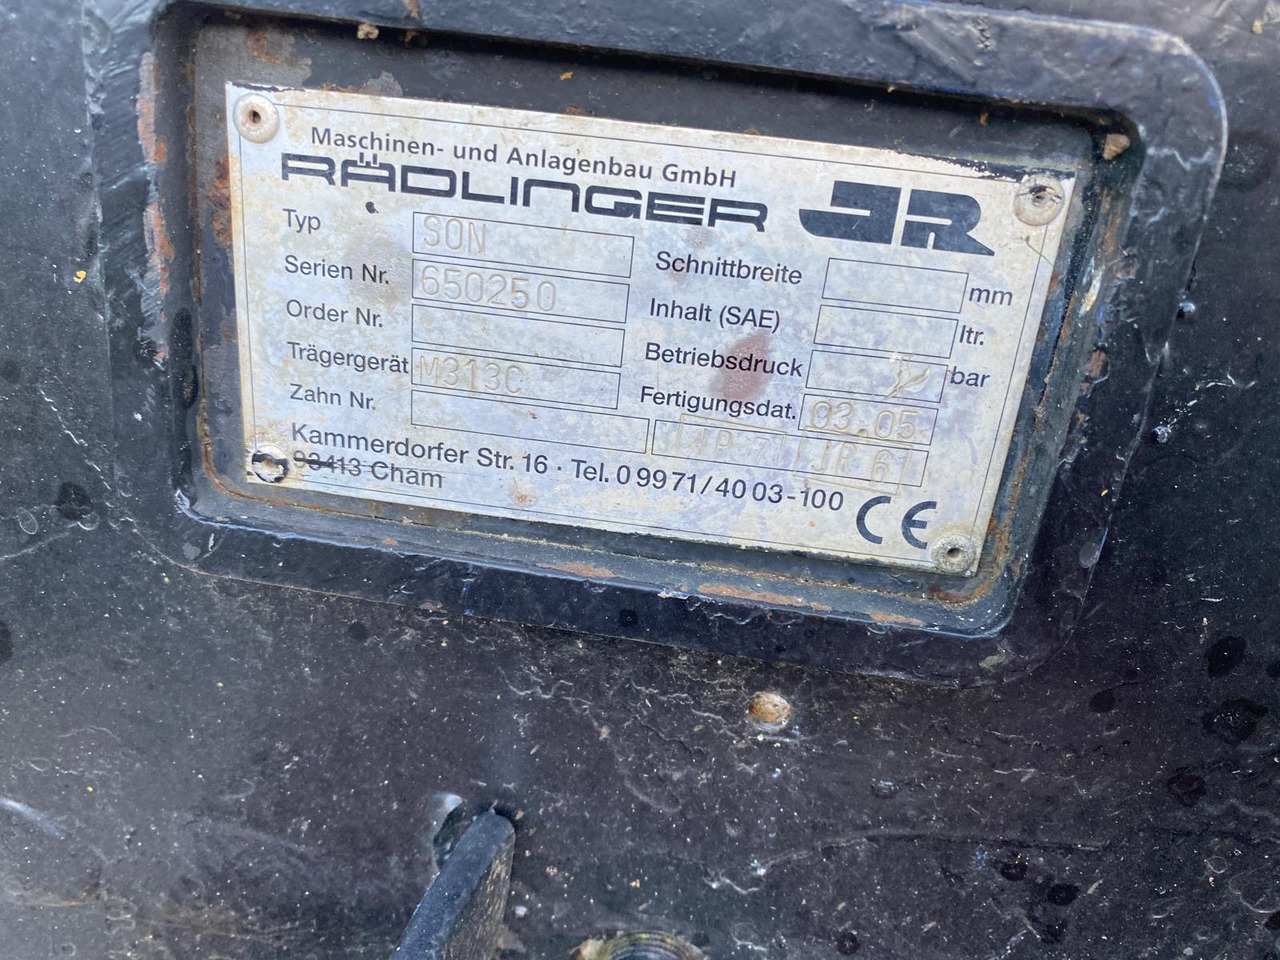 Maschinen- und Anlagenbau GmbH
RÄDLINGER JR
Typ SON
Serien Nr. 650250
Order Nr.
Trägergerät M313C
Zahn Nr.
Schnittbreite mm
Inhalt (SAE) ltr.
Betriebsdruck bar
Fertigungsdat. 03.05
61
Kammerdorfer Str. 16 · Tel. 0 99 71 / 40 03-100
93413 Cham
CE